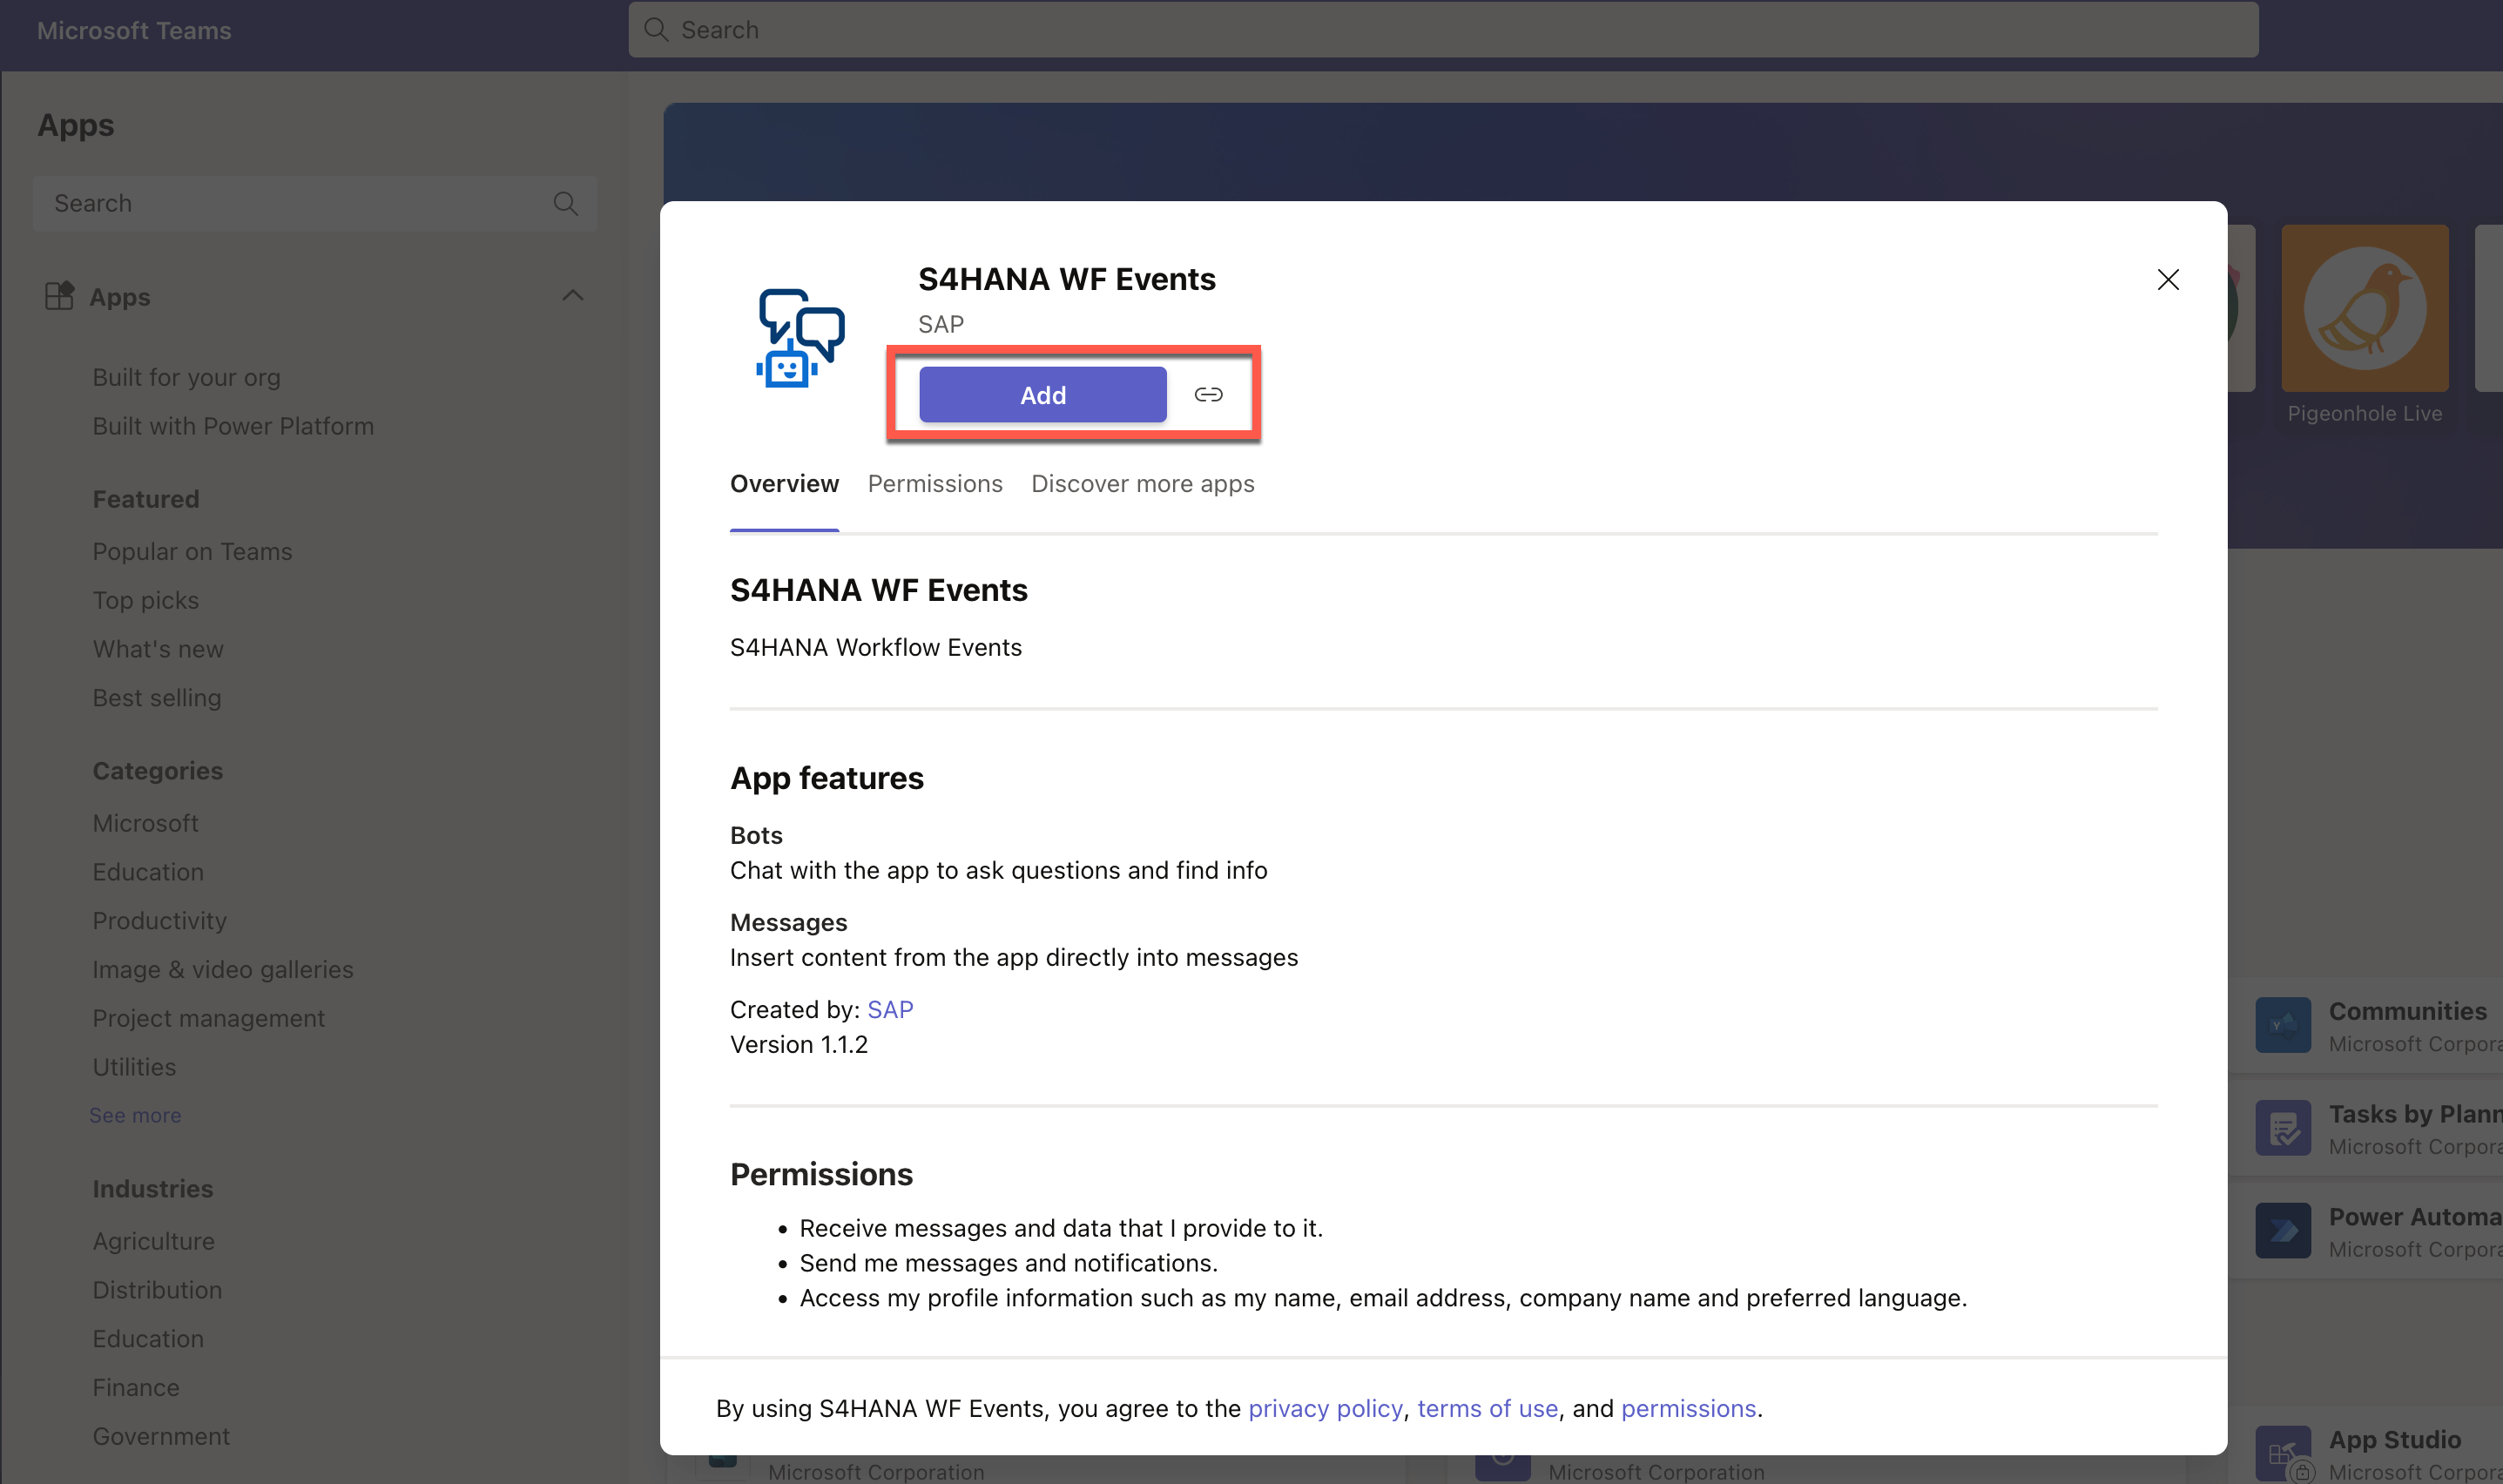 Microsoft Teams
Search
Apps
Search
Apps
Built for your org
Built with Power Platform
Featured
Popular on Teams
Top picks
What's new
Best selling
Categories
Microsoft
Education
Productivity
Image & video galleries
Project management
Utilities
See more
Industries
Agriculture
Distribution
Education
Finance
Government
S4HANA WF Events
SAP
Add
Overview Permissions Discover more apps
S4HANA WF Events
S4HANA Workflow Events
App features
Bots
Chat with the app to ask questions and find info
Messages
Insert content from the app directly into messages
Created by: SAP
Version 1.1.2
Permissions
• Receive messages and data that I provide to it.
• Send me messages and notifications.
• Access my profile information such as my name, email address, company name and preferred language.
By using S4HANA WF Events, you agree to the privacy policy, terms of use, and permissions.
Pigeonhole Live
Communities
Microsoft Corpora
Tasks by Plann
Microsoft Corpora
Power Automa
Microsoft Corpora
App Studio
Microsoft Corpora
Microsoft Corporation
Microsoft Corporation